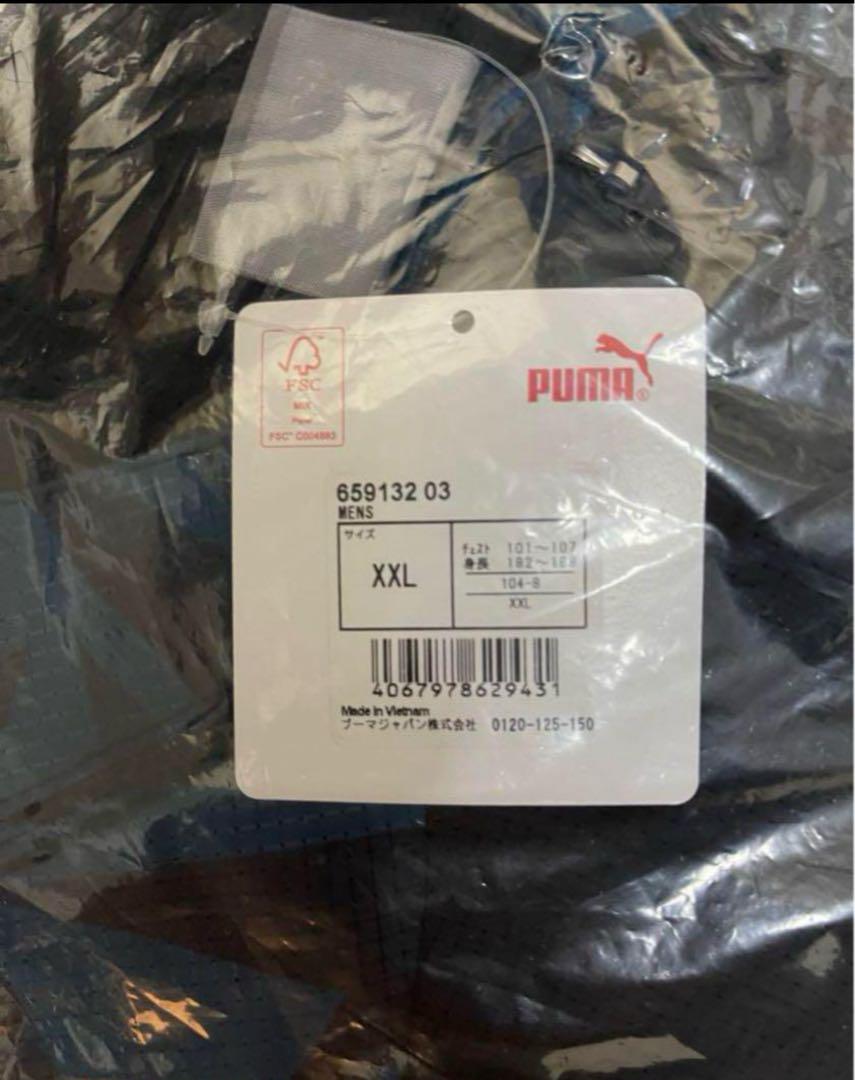 FSC
MIX
Paper
PUMA®
659132 03
MENS
サイズ
XXL
チェスト 101〜107
身長 182〜188
104-8
XXL
4067978629431
Made in Vietnam
プーマジャパン株式会社 0120-125-150